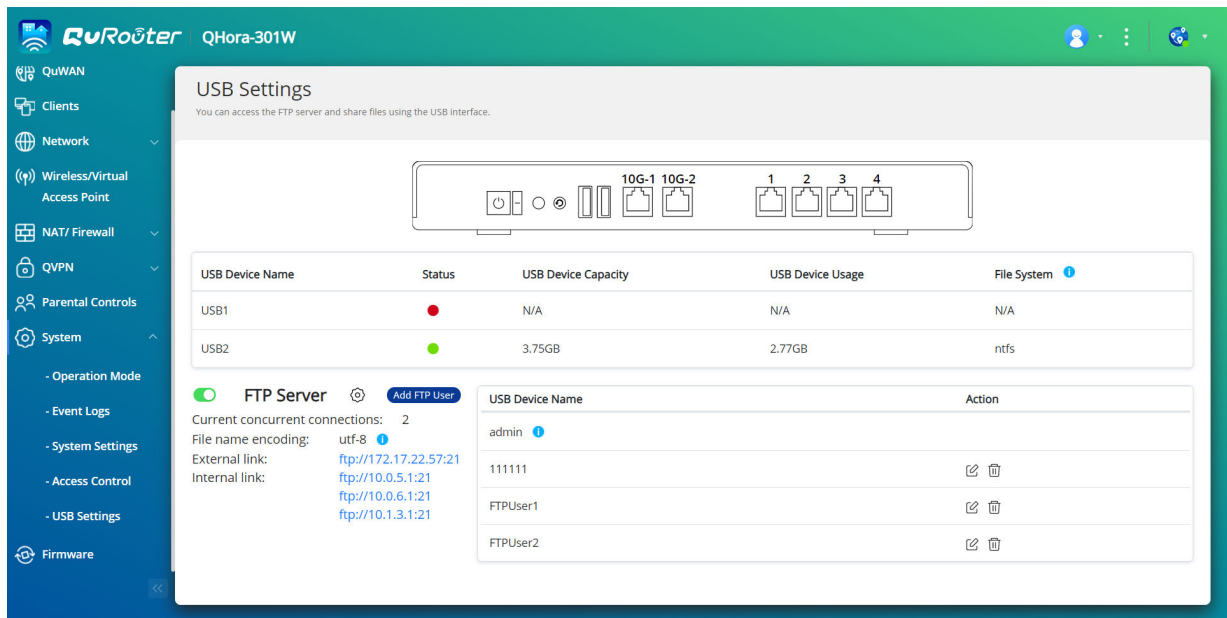 QuRoôter QHora-301W
QuWAN
Clients
Network
Wireless/Virtual
Access Point
NAT/ Firewall
QVPN
Parental Controls
System
- Operation Mode
- Event Logs
- System Settings
- Access Control
- USB Settings
Firmware
USB Settings
You can access the FTP server and share files using the USB interface.
10G-1 10G-2 1 2 3 4
USB Device Name Status USB Device Capacity USB Device Usage File System
USB1 N/A N/A N/A
USB2 3.75GB 2.77GB ntfs
FTP Server Add FTP User
Current concurrent connections: 2
File name encoding: utf-8
External link: ftp://172.17.22.57:21
Internal link: ftp://10.0.5.1:21
ftp://10.0.6.1:21
ftp://10.1.3.1:21
USB Device Name Action
admin
111111
FTPUser1
FTPUser2